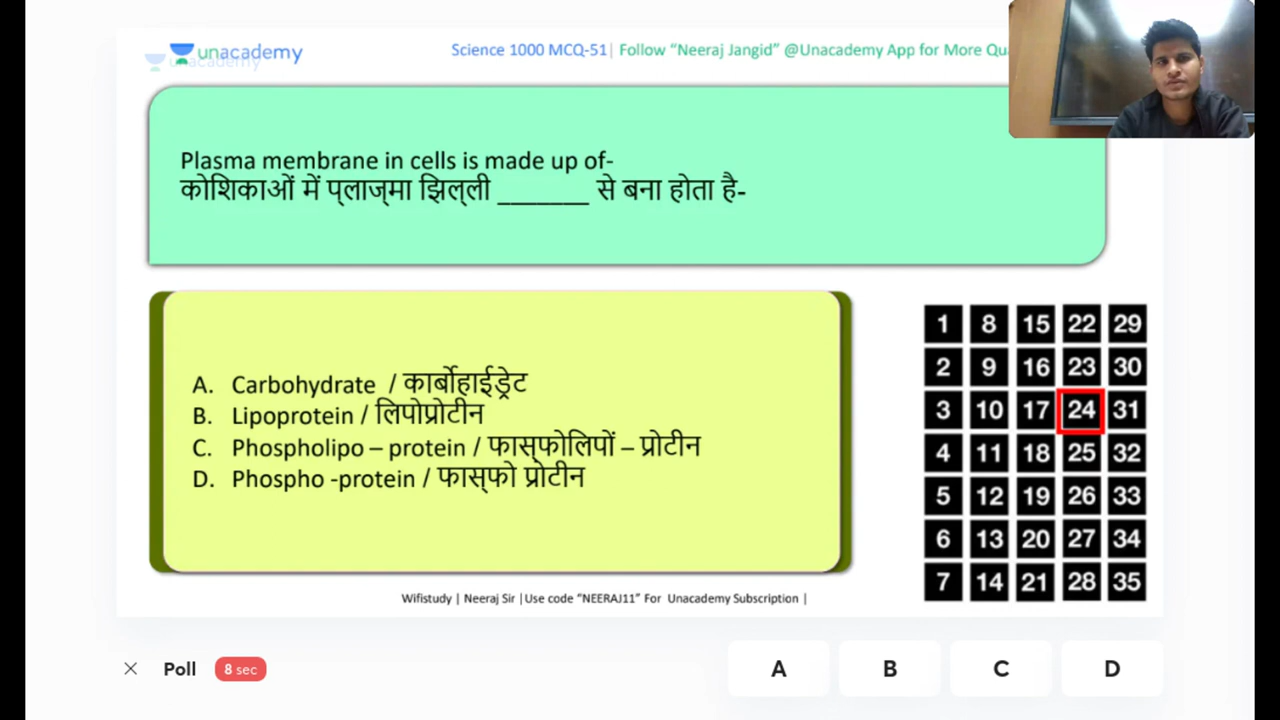 unacademy
unacademy
Science 1000 MCQ-51| Follow “Neeraj Jangid” @Unacademy App for More Qu
Plasma membrane in cells is made up of-
कोशिकाओं में प्लाज्मा झिल्ली _______ से बना होता है-
A. Carbohydrate / कार्बोहाईड्रेट
B. Lipoprotein / लिपोप्रोटीन
C. Phospholipo – protein / फास्फोलिपों – प्रोटीन
D. Phospho -protein / फास्फो प्रोटीन
1 8 15 22 29
2 9 16 23 30
3 10 17 24 31
4 11 18 25 32
5 12 19 26 33
6 13 20 27 34
7 14 21 28 35
Wifistudy | Neeraj Sir |Use code “NEERAJ11” For Unacademy Subscription |
× Poll 8 sec A B C D